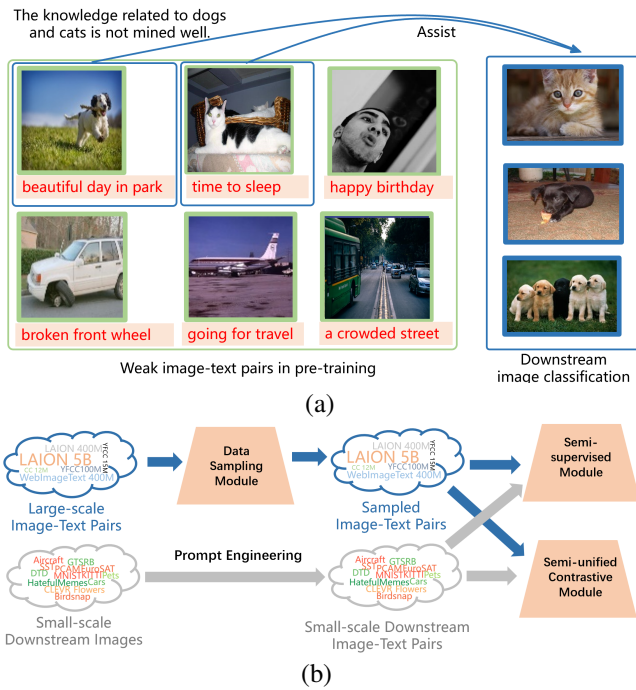 The knowledge related to dogs
and cats is not mined well.
Assist
beautiful day in park
time to sleep
happy birthday
broken front wheel
going for travel
a crowded street
Weak image-text pairs in pre-training
Downstream
image classification
(a)
LAION 400M
LAION 5B
CC 12M
YFCC100M
YFCC 15M
WebImageText 400M
Large-scale
Image-Text Pairs
Data
Sampling
Module
LAION 400M
LAION 5B
CC 12M
YFCC100M
YFCC 15M
WebImageText 400M
Sampled
Image-Text Pairs
Semi-
supervised
Module
Aircraft
GTSRB
SST
PCAM
EuroSAT
DTD
MNIST
KITTI
Pets
HatefulMemes
Cars
CLEVR
Flowers
Birdsnap
Small-scale
Downstream Images
Prompt Engineering
Aircraft
GTSRB
SST
PCAM
EuroSAT
DTD
MNIST
KITTI
Pets
HatefulMemes
Cars
CLEVR
Flowers
Birdsnap
Small-scale Downstream
Image-Text Pairs
Semi-unified
Contrastive
Module
(b)